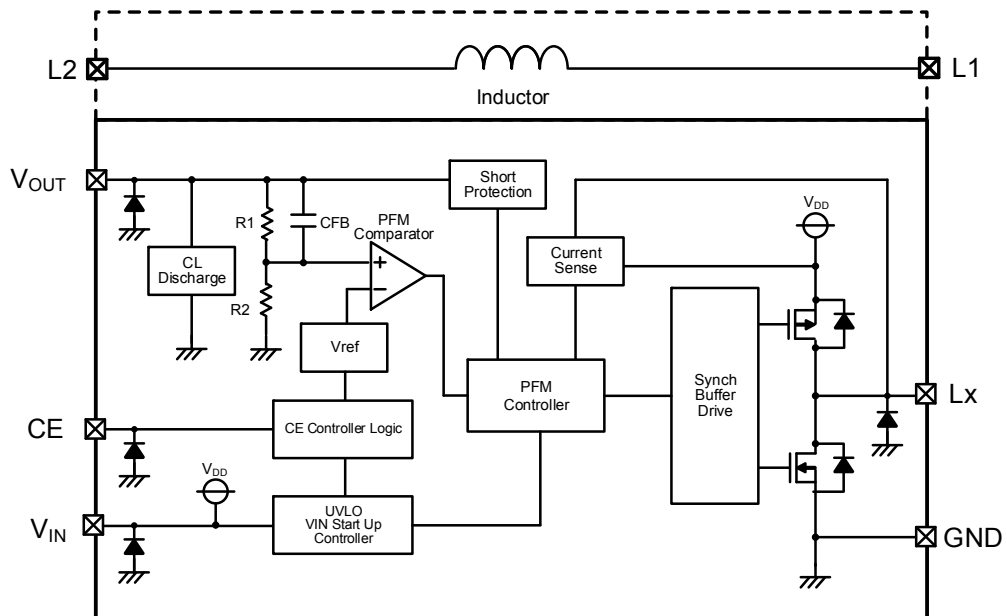 L2
L1
Inductor
VOUT
Short
Protection
R1
CFB
PFM
Comparator
VDD
CL
Discharge
Current
Sense
+
−
R2
Vref
PFM
Controller
Synch
Buffer
Drive
Lx
CE
CE Controller Logic
VDD
VIN
UVLO
VIN Start Up
Controller
GND